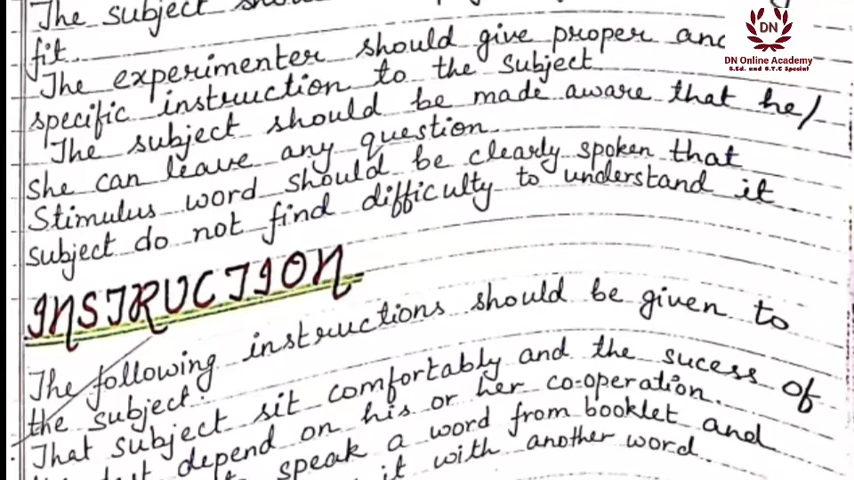 The subject
fit.
The experimenter should give proper and
specific instruction to the subject
The subject should be made aware that he/
she can leave any question.
Stimulus word should be clearly spoken that
subject do not find difficulty to understand it
INSTRUCTION
The following instructions should be given to
the subject.
That subject sit comfortably and the sucess of
depend on his or her co-operation.
speak a word from booklet and
it with another word.
DN
DN Online Academy
B.Ed. and B.T.C Special